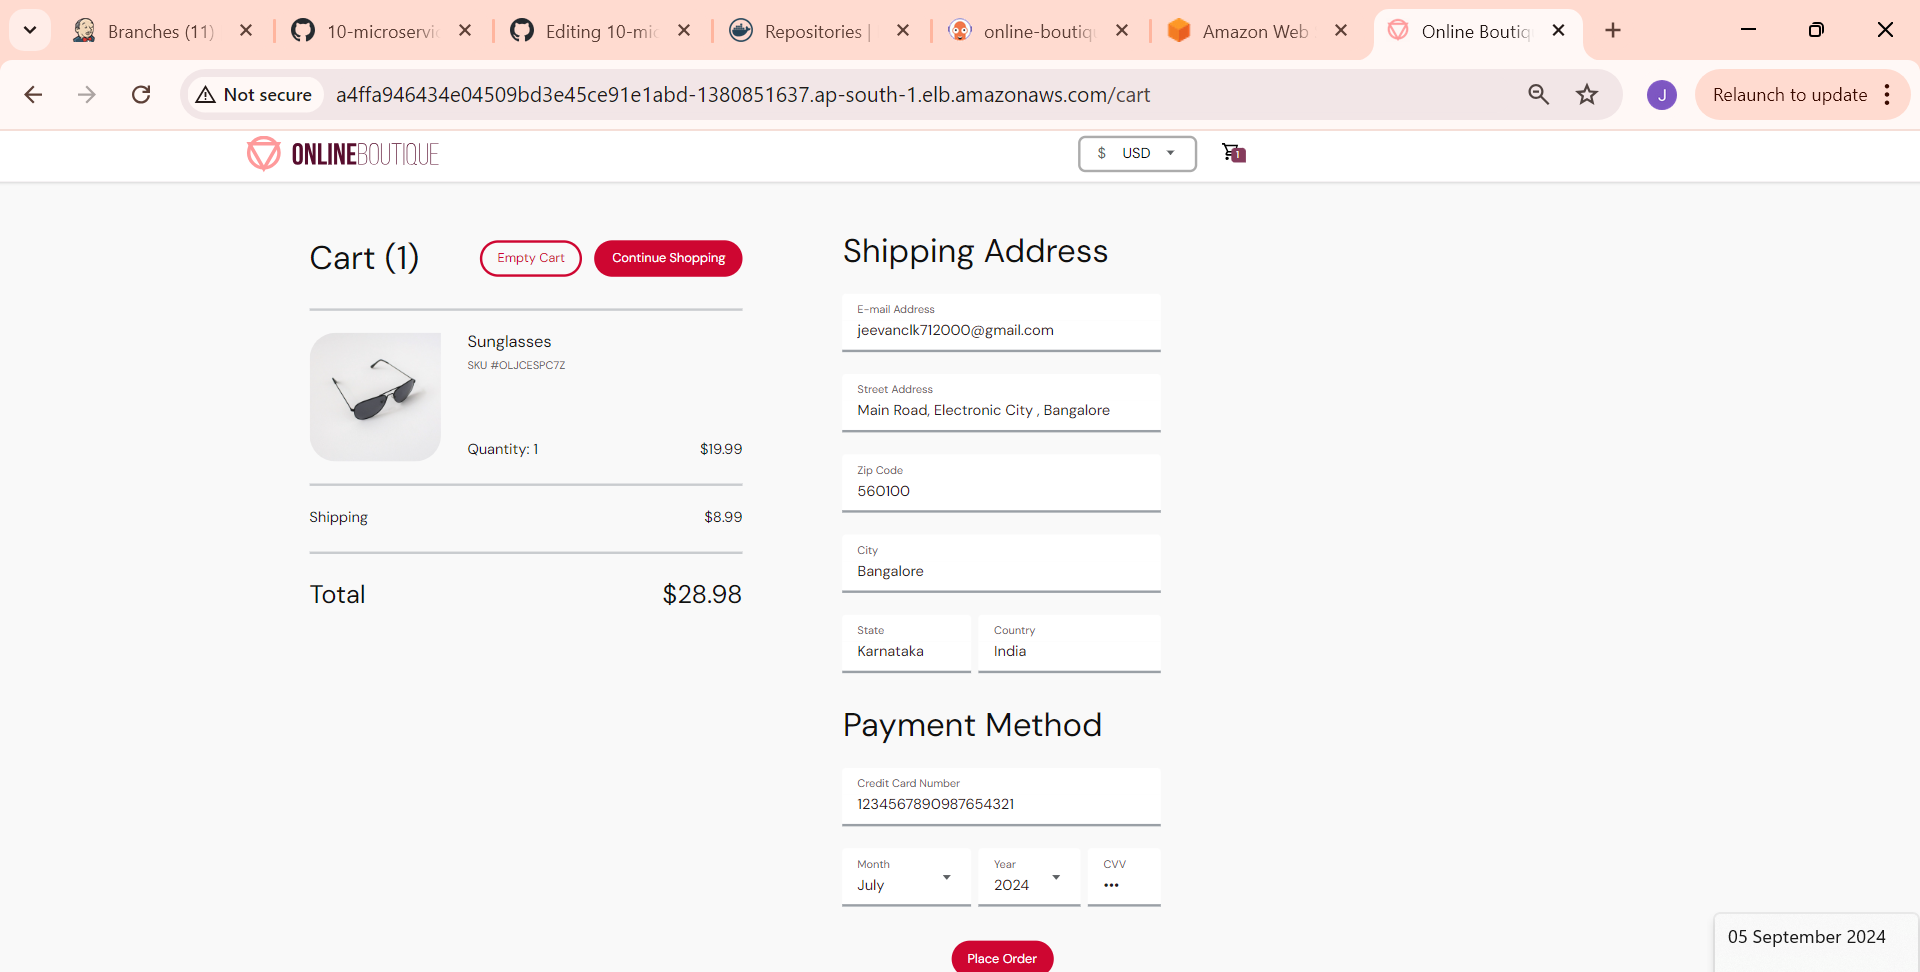 Branches (11)
10-microservic
Editing 10-mic
Repositories |
online-boutiqu
Amazon Web
Online Boutiq
Not secure
a4ffa946434e04509bd3e45ce91e1abd-1380851637.ap-south-1.elb.amazonaws.com/cart
J
Relaunch to update
ONLINEBOUTIQUE
$ USD
1
Cart (1)
Empty Cart
Continue Shopping
Sunglasses
SKU #OLJCESPC7Z
Quantity: 1
$19.99
Shipping
$8.99
Total
$28.98
Shipping Address
E-mail Address
jeevanclk712000@gmail.com
Street Address
Main Road, Electronic City , Bangalore
Zip Code
560100
City
Bangalore
State
Karnataka
Country
India
Payment Method
Credit Card Number
1234567890987654321
Month
July
Year
2024
CVV
•••
Place Order
05 September 2024